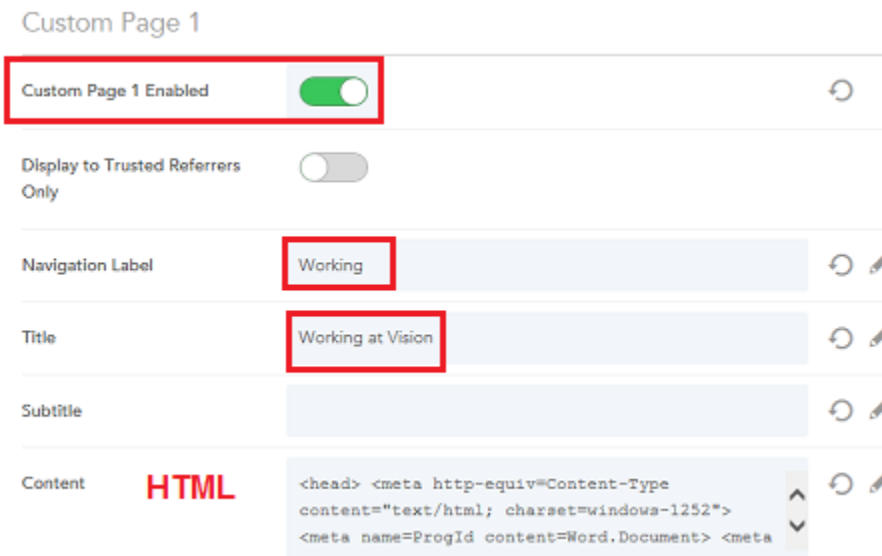 Custom Page 1
Custom Page 1 Enabled
Display to Trusted Referrers
Only
Navigation Label
Working
Title
Working at Vision
Subtitle
Content
HTML
<head> <meta http-equiv=Content-Type
content="text/html; charset=windows-1252">
<meta name=ProgId content=Word.Document> <meta